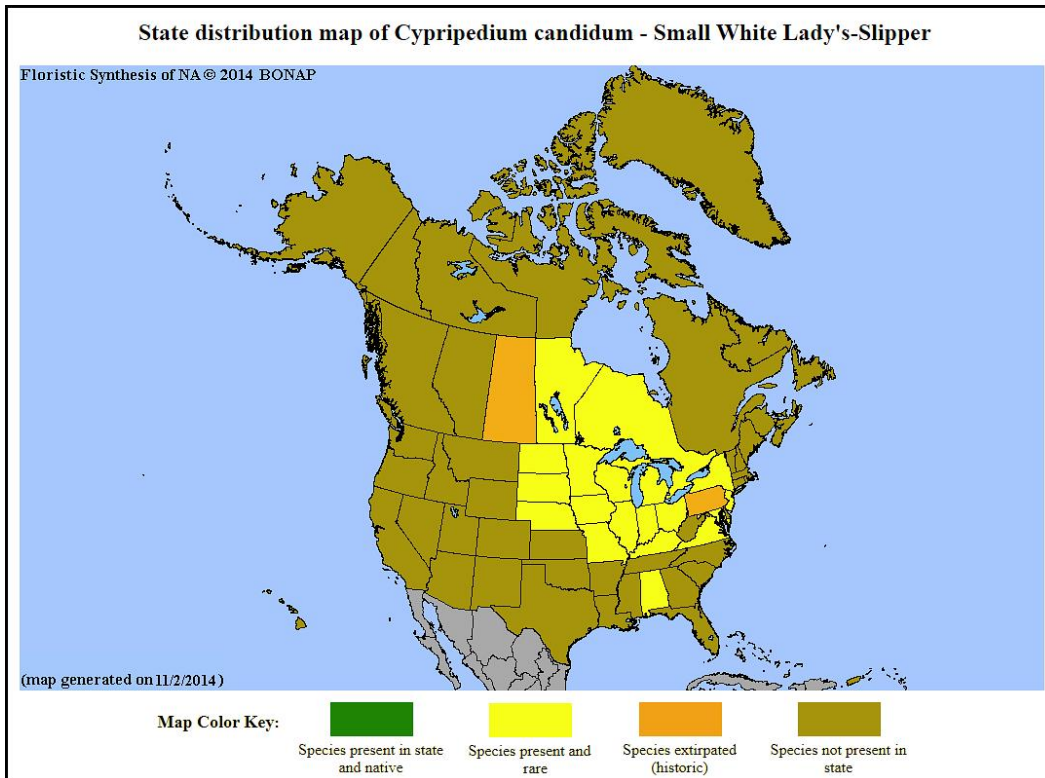 State distribution map of Cypripedium candidum - Small White Lady's-Slipper
Floristic Synthesis of NA © 2014 BONAP
(map generated on 11/2/2014)
Map Color Key:
Species present in state
and native
Species present and
rare
Species extirpated
(historic)
Species not present in
state